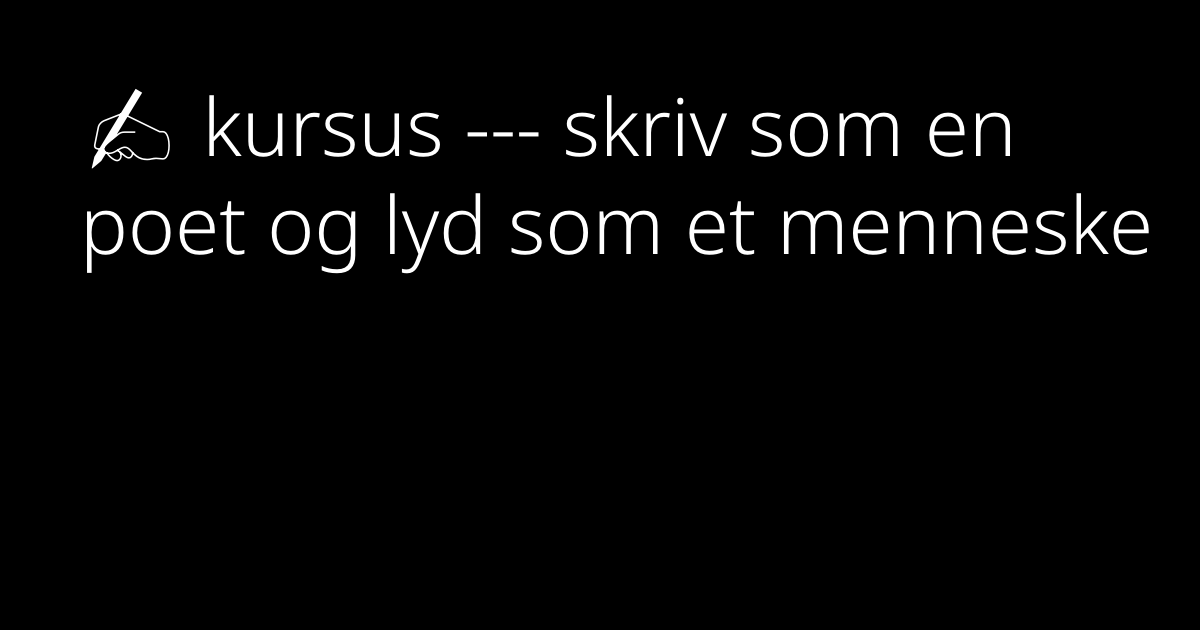 ✍ kursus --- skriv som en
poet og lyd som et menneske